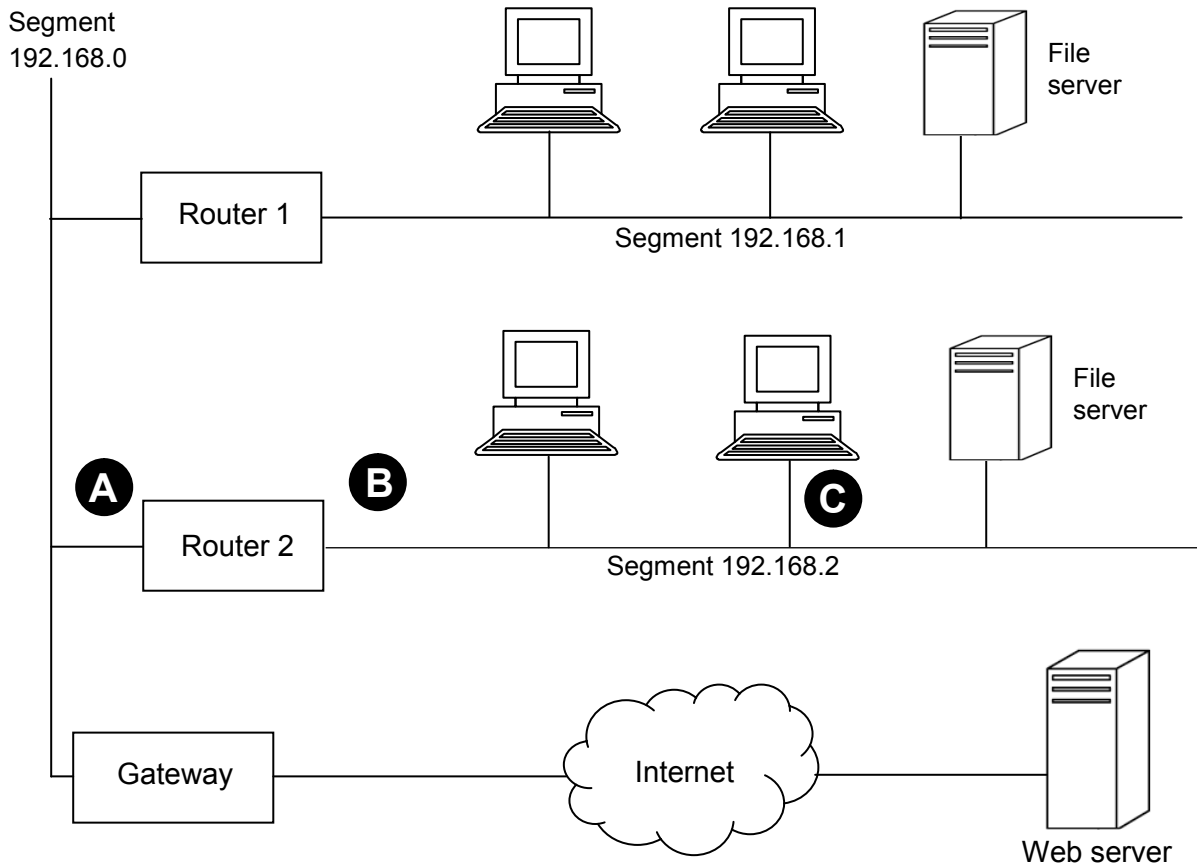 Segment
192.168.0
File
server
Router 1
Segment 192.168.1
File
server
A
B
C
Router 2
Segment 192.168.2
Gateway
Internet
Web server